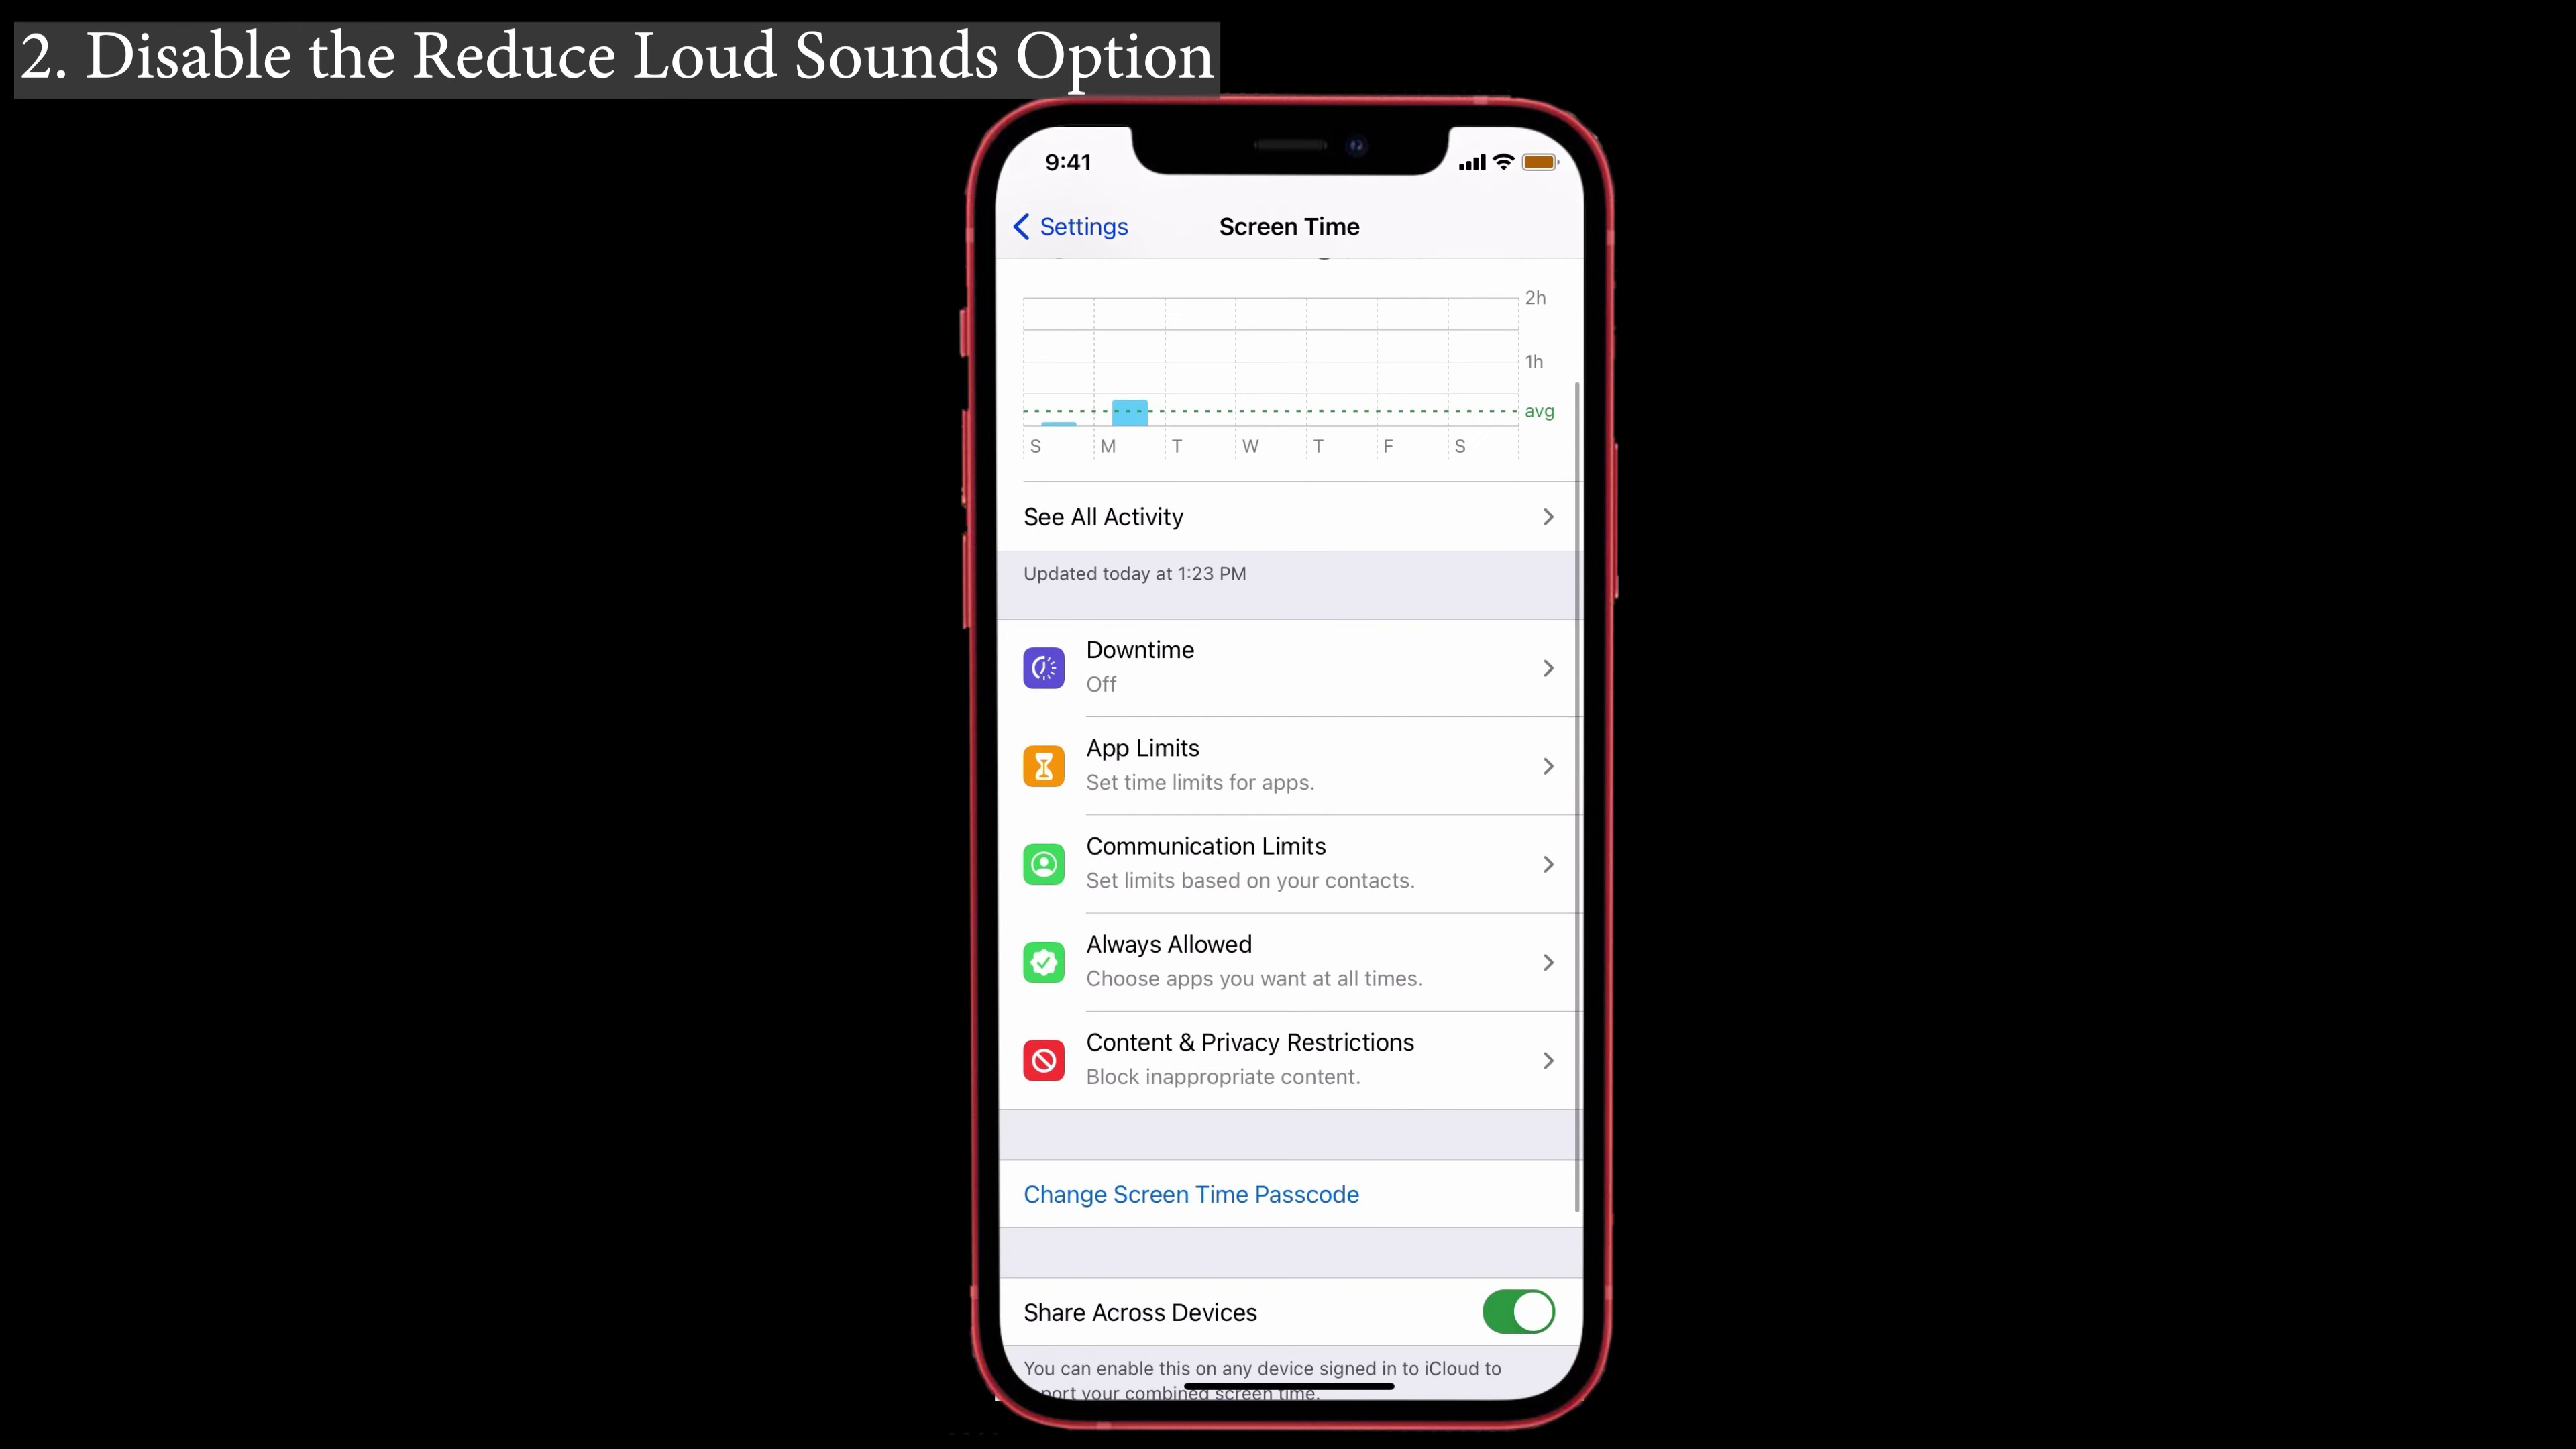 2. Disable the Reduce Loud Sounds Option
9:41
Settings
Screen Time
2h
1h
avg
S M T W T F S
See All Activity
Updated today at 1:23 PM
Downtime
Off
App Limits
Set time limits for apps.
Communication Limits
Set limits based on your contacts.
Always Allowed
Choose apps you want at all times.
Content & Privacy Restrictions
Block inappropriate content.
Change Screen Time Passcode
Share Across Devices
You can enable this on any device signed in to iCloud to
your combined screen time.